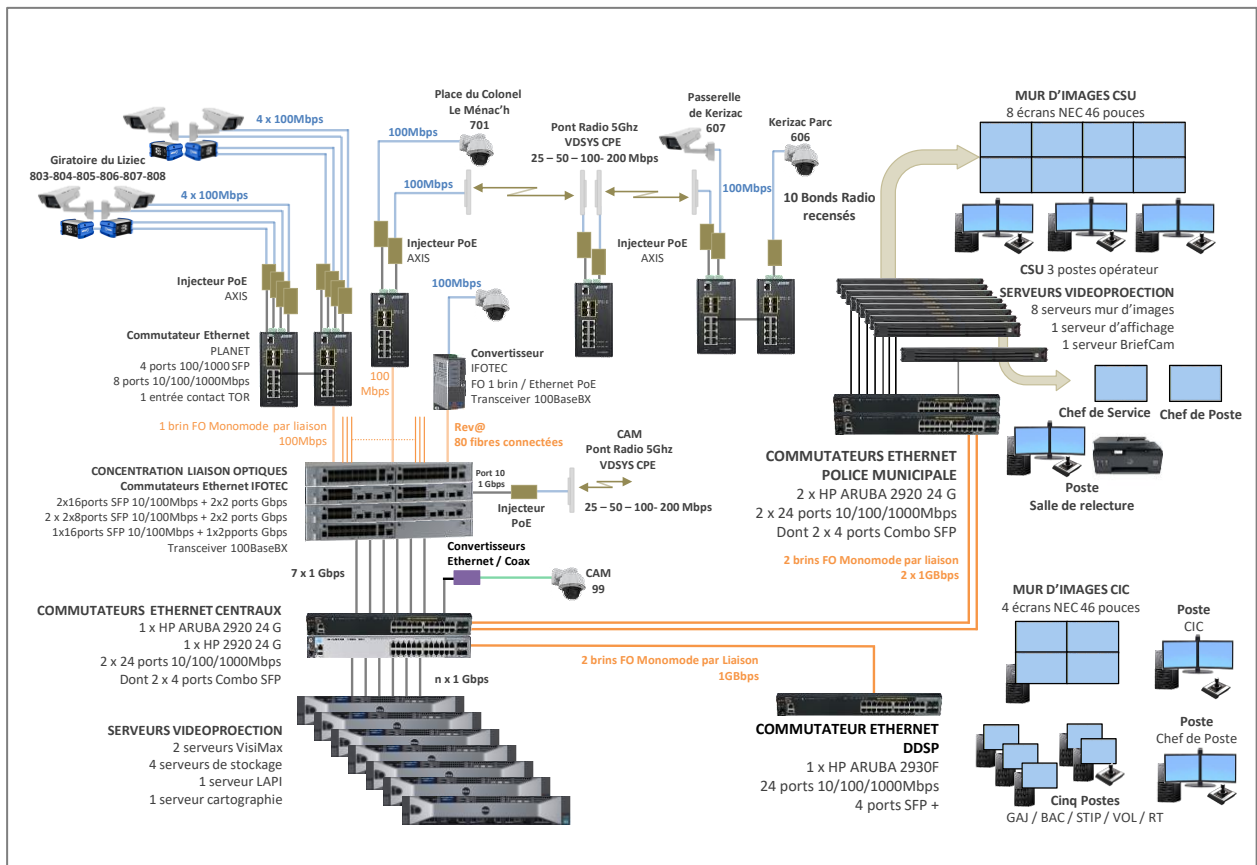 MUR D'IMAGES CSU
8 écrans NEC 46 pouces
Place du Colonel
Le Ménac'h
701
Passerelle
de Kerizac
607
Kerizac Parc
606
4 x 100Mbps
100Mbps
Pont Radio 5Ghz
VDSYS CPE
25 – 50 – 100- 200 Mbps
Giratoire du Liziec
803-804-805-806-807-808
4 x 100Mbps
100Mbps
100Mbps
10 Bonds Radio
recensés
Injecteur PoE
AXIS
Injecteur PoE
AXIS
Injecteur PoE
AXIS
100Mbps
CSU 3 postes opérateur
SERVEURS VIDEOPROECTION
8 serveurs mur d'images
1 serveur d'affichage
1 serveur BriefCam
Commutateur Ethernet
PLANET
4 ports 100/1000 SFP
8 ports 10/100/1000Mbps
1 entrée contact TOR
100
Mbps
Convertisseur
IFOTEC
FO 1 brin / Ethernet PoE
Transceiver 100BaseBX
Chef de Service
Chef de Poste
1 brin FO Monomode par liaison
100Mbps
Rev@
80 fibres connectées
CAM
Pont Radio 5Ghz
VDSYS CPE
25 – 50 – 100- 200 Mbps
Port 10
1 Gbps
Injecteur
PoE
CONCENTRATION LIAISON OPTIQUES
Commutateurs Ethernet IFOTEC
2x16ports SFP 10/100Mbps + 2x2 ports Gbps
2 x 2x8ports SFP 10/100Mbps + 2x2 ports Gbps
1x16ports SFP 10/100Mbps + 1x2pports Gbps
Transceiver 100BaseBX
COMMUTATEURS ETHERNET
POLICE MUNICIPALE
2 x HP ARUBA 2920 24 G
2 x 24 ports 10/100/1000Mbps
Dont 2 x 4 ports Combo SFP
Poste
Salle de relecture
7 x 1 Gbps
Convertisseurs
Ethernet / Coax
CAM
99
2 brins FO Monomode par liaison
2 x 1GBbps
COMMUTATEURS ETHERNET CENTRAUX
1 x HP ARUBA 2920 24 G
1 x HP 2920 24 G
2 x 24 ports 10/100/1000Mbps
Dont 2 x 4 ports Combo SFP
MUR D'IMAGES CIC
4 écrans NEC 46 pouces
Poste
CIC
n x 1 Gbps
2 brins FO Monomode par Liaison
1GBbps
SERVEURS VIDEOPROECTION
2 serveurs VisiMax
4 serveurs de stockage
1 serveur LAPI
1 serveur cartographie
COMMUTATEUR ETHERNET
DDSP
1 x HP ARUBA 2930F
24 ports 10/100/1000Mbps
4 ports SFP +
Poste
Chef de Poste
Cinq Postes
GAJ / BAC / STIP / VOL / RT